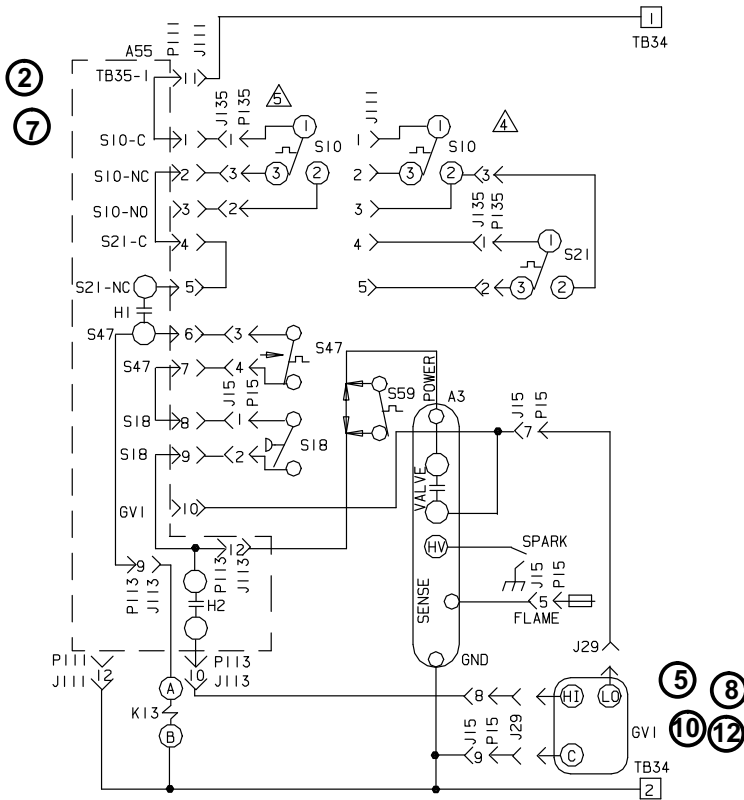 1
TB34
A55
P111
J111
2
TB35-1
11
7
J135
P135
5
J111
4
S10-C
1
1
1
S10
1
1
S10
S10-NC
2
3
3
2
2
3
2
3
S10-NO
3
2
3
J135
P135
S21-C
4
4
1
1
S21
S21-NC
5
5
2
3
2
H1
S47
6
3
S47
S47
7
4
J15
P15
S59
POWER
A3
S18
8
1
S18
J15
P15
7
S18
9
2
VALVE
GV1
10
12
P113
J113
HV
SPARK
9
P113
J113
H2
SENSE
J15
P15
5
FLAME
J29
P111
12
J111
P113
10
J113
GND
A
K13
B
8
HI
LO
5
8
J15
P15
J29
9
C
GV1
10
12
TB34
2